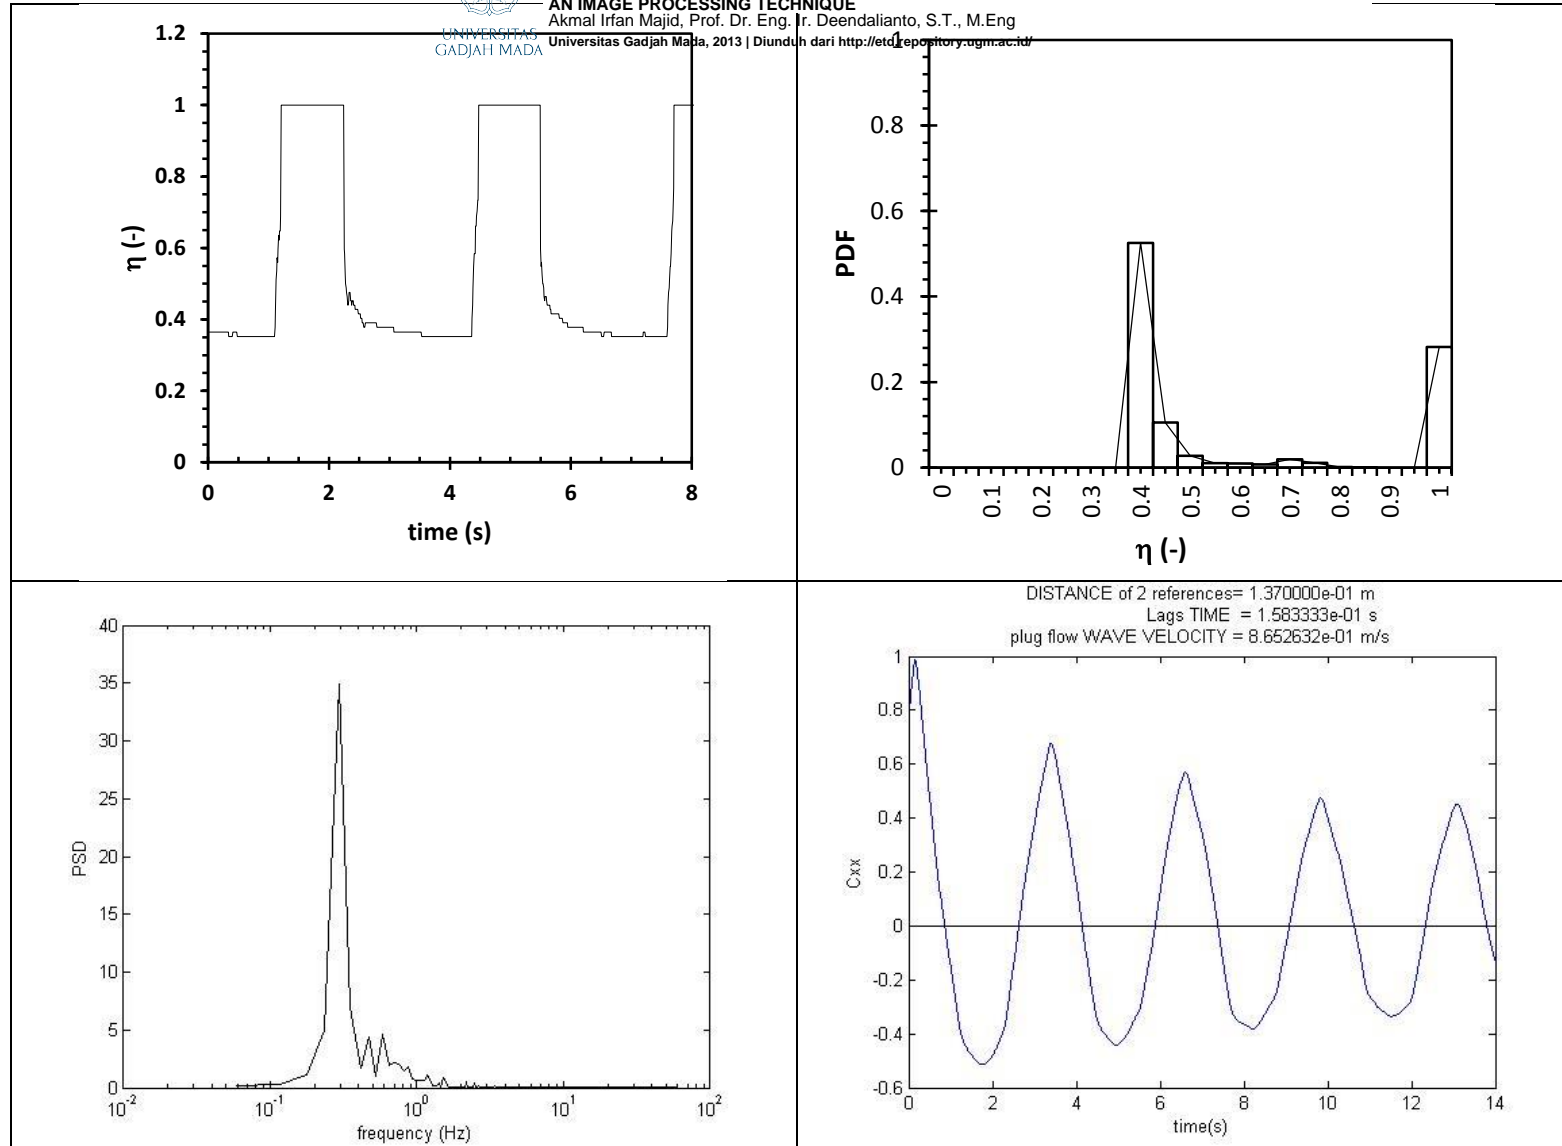 AN IMAGE PROCESSING TECHNIQUE
Akmal Irfan Majid, Prof. Dr. Eng. Ir. Deendalianto, S.T., M.Eng
UNIVERSITAS
GADJAH MADA
Universitas Gadjah Mada, 2013 | Diunduh dari http://etd.repository.ugm.ac.id/
1.2
1
0.8
0.6
0.4
0.2
0
η (-)
0 2 4 6 8
time (s)
1
0.8
0.6
0.4
0.2
0
PDF
0 0.1 0.2 0.3 0.4 0.5 0.6 0.7 0.8 0.9 1
η (-)
40
35
30
25
20
15
10
5
0
PSD
10⁻² 10⁻¹ 10⁰ 10¹ 10²
frequency (Hz)
DISTANCE of 2 references= 1.370000e-01 m
Lags TIME = 1.583333e-01 s
plug flow WAVE VELOCITY = 8.652632e-01 m/s
1
0.8
0.6
0.4
0.2
0
-0.2
-0.4
-0.6
Cxx
0 2 4 6 8 10 12 14
time(s)